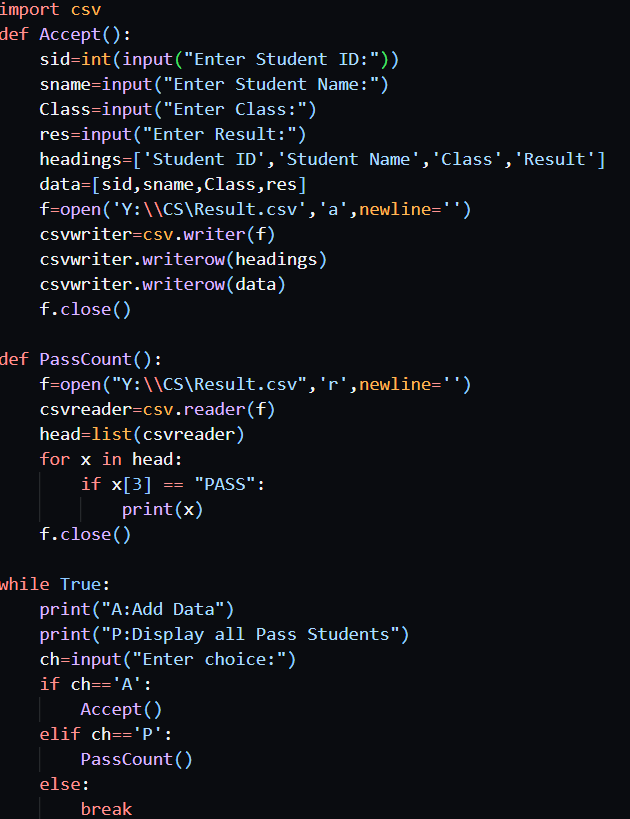 import csv
def Accept():
    sid=int(input("Enter Student ID:"))
    sname=input("Enter Student Name:")
    Class=input("Enter Class:")
    res=input("Enter Result:")
    headings=['Student ID','Student Name','Class','Result']
    data=[sid,sname,Class,res]
    f=open('Y:\\CS\Result.csv','a',newline='')
    csvwriter=csv.writer(f)
    csvwriter.writerow(headings)
    csvwriter.writerow(data)
    f.close()

def PassCount():
    f=open("Y:\\CS\Result.csv",'r',newline='')
    csvreader=csv.reader(f)
    head=list(csvreader)
    for x in head:
        if x[3] == "PASS":
            print(x)
    f.close()

while True:
    print("A:Add Data")
    print("P:Display all Pass Students")
    ch=input("Enter choice:")
    if ch=='A':
        Accept()
    elif ch=='P':
        PassCount()
    else:
        break